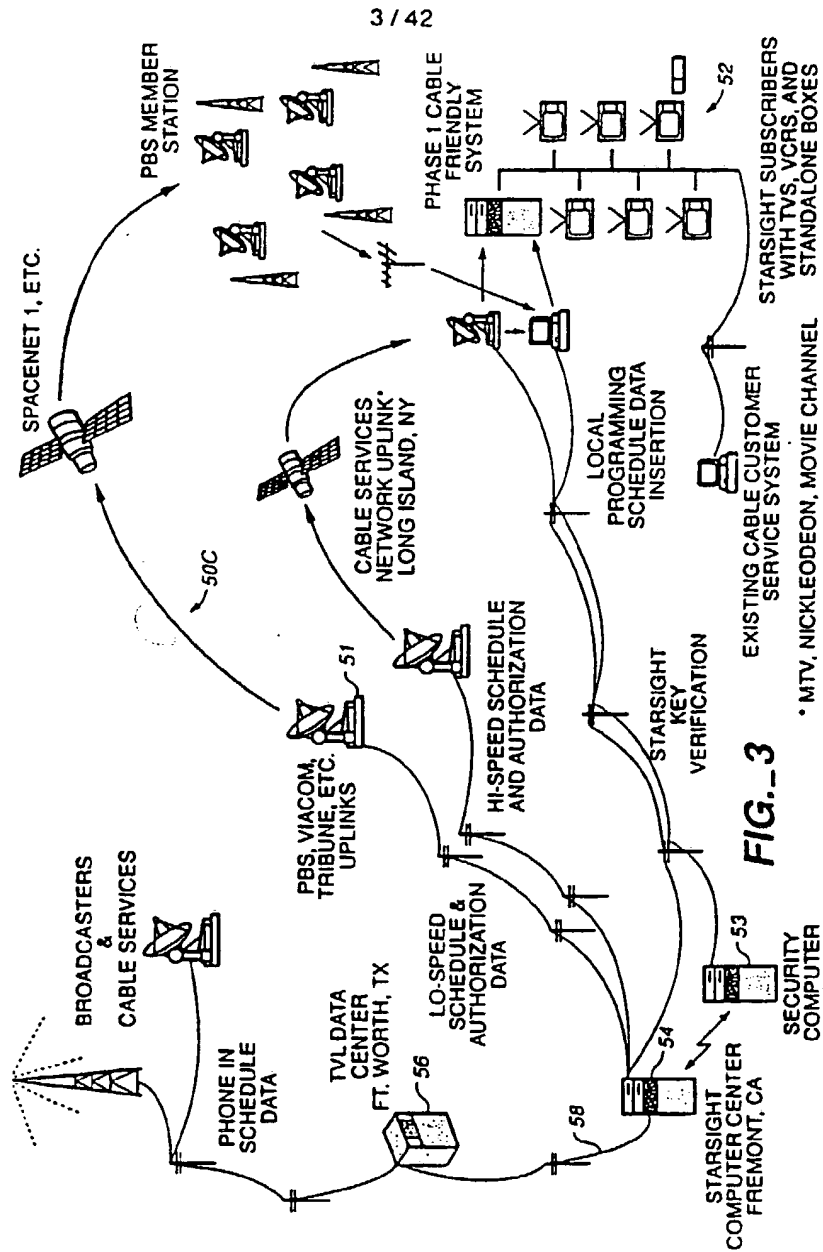 3 / 42
BROADCASTERS
&
CABLE SERVICES
PHONE IN
SCHEDULE
DATA
TVL DATA
CENTER
FT. WORTH, TX
56
58
STARSIGHT
COMPUTER CENTER
FREMONT, CA
54
53
SECURITY
COMPUTER
LO-SPEED
SCHEDULE &
AUTHORIZATION
DATA
PBS, VIACOM,
TRIBUNE, ETC.
UPLINKS
51
50C
HI-SPEED SCHEDULE
AND AUTHORIZATION
DATA
STARSIGHT
KEY
VERIFICATION
SPACENET 1, ETC.
CABLE SERVICES
NETWORK UPLINK*
LONG ISLAND, NY
LOCAL
PROGRAMMING
SCHEDULE DATA
INSERTION
EXISTING CABLE CUSTOMER
SERVICE SYSTEM
PBS MEMBER
STATION
PHASE 1 CABLE
FRIENDLY
SYSTEM
52
STARSIGHT SUBSCRIBERS
WITH TVS, VCRS, AND
STANDALONE BOXES
* MTV, NICKLEODEON, MOVIE CHANNEL
FIG._3